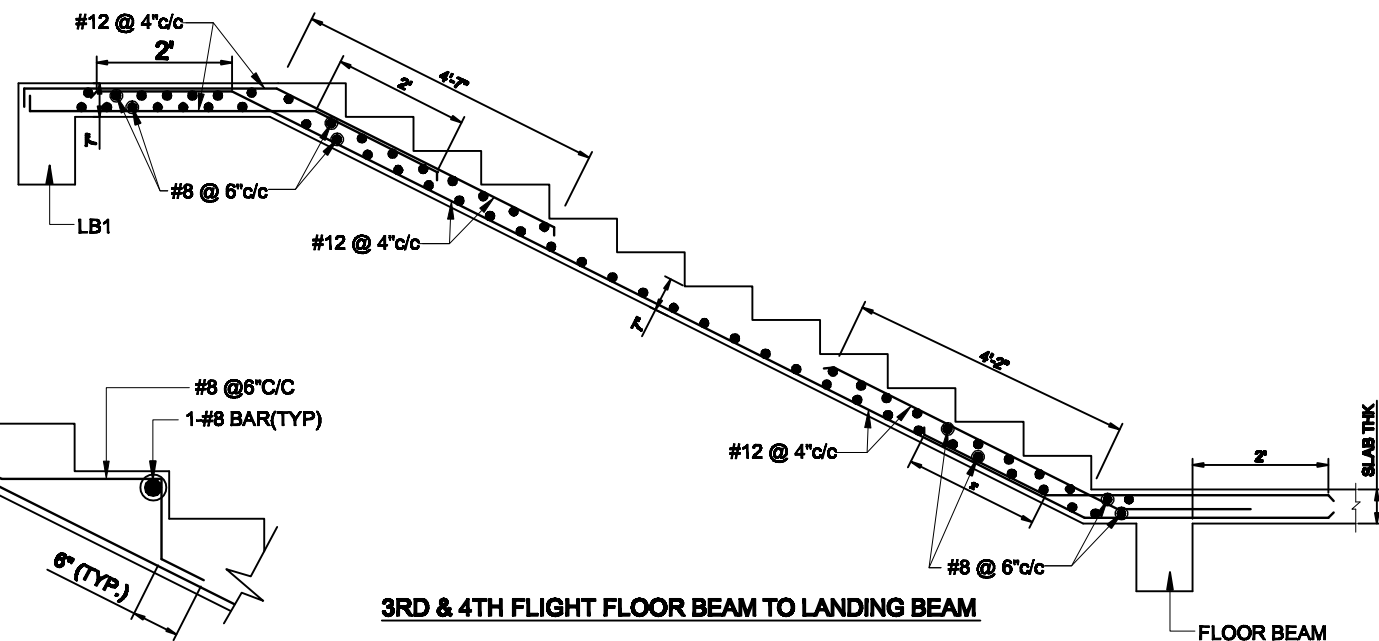 #12 @ 4"c/c
2'
4'-7"
2'
7"
#8 @ 6"c/c
LB1
#12 @ 4"c/c
7"
4'-2"
#8 @6"C/C
1-#8 BAR(TYP)
#12 @ 4"c/c
2'
SLAB THK
#8 @ 6"c/c
6" (TYP.)
3RD & 4TH FLIGHT FLOOR BEAM TO LANDING BEAM
FLOOR BEAM